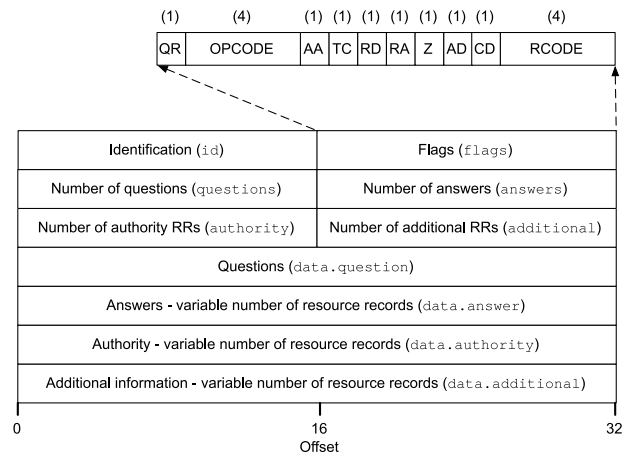 (1) (4) (1) (1) (1) (1) (1) (1) (1) (4)
QR OPCODE AA TC RD RA Z AD CD RCODE
Identification (id) Flags (flags)
Number of questions (questions) Number of answers (answers)
Number of authority RRs (authority) Number of additional RRs (additional)
Questions (data.question)
Answers - variable number of resource records (data.answer)
Authority - variable number of resource records (data.authority)
Additional information - variable number of resource records (data.additional)
0 16 32
Offset